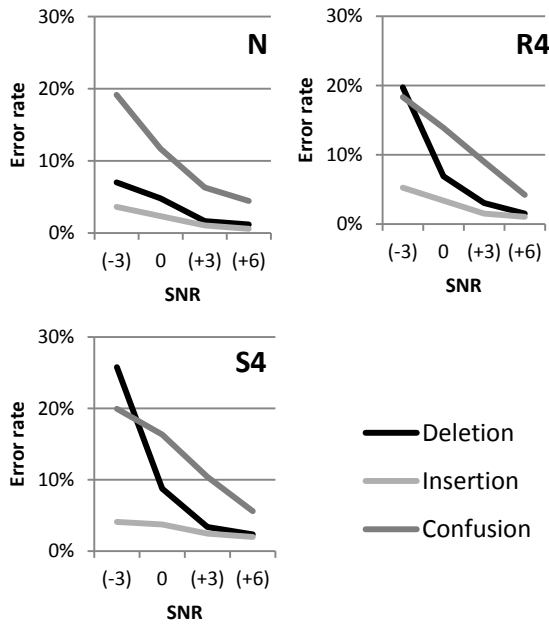 N
Error rate
30%
20%
10%
0%
(-3) 0 (+3) (+6)
SNR
R4
Error rate
30%
20%
10%
0%
(-3) 0 (+3) (+6)
SNR
S4
Error rate
30%
20%
10%
0%
(-3) 0 (+3) (+6)
SNR
Deletion
Insertion
Confusion